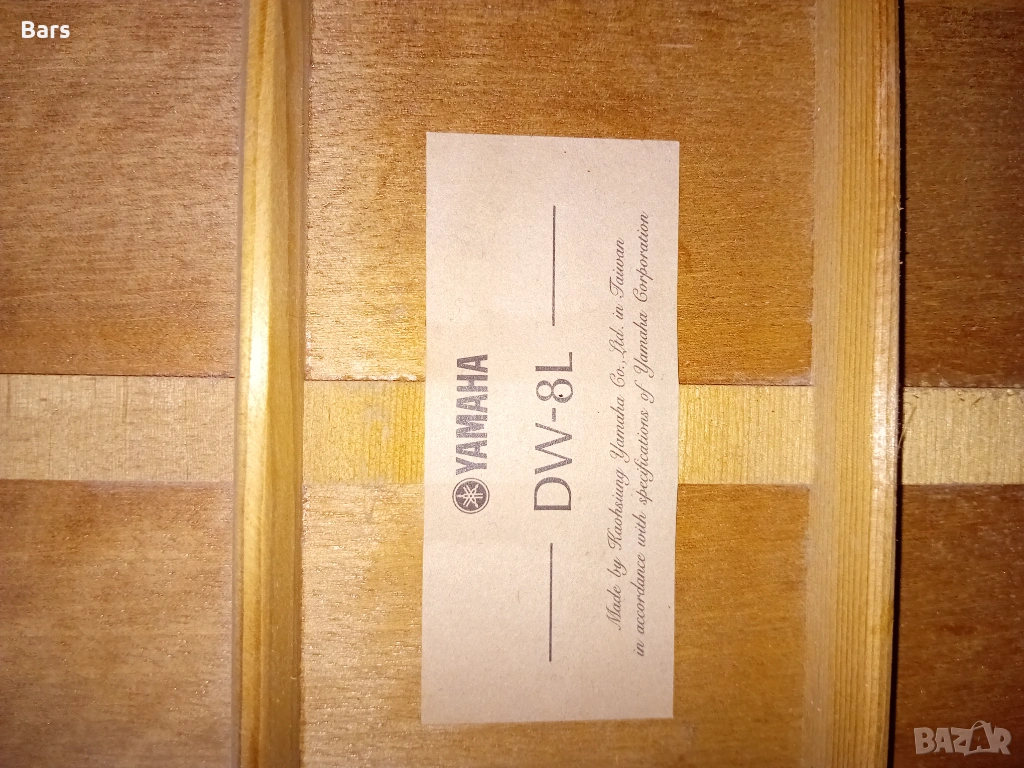 Bars
YAMAHA
DW-8L
Made by Kaohsiung Yamaha Co., Ltd. in Taiwan
in accordance with specifications of Yamaha Corporation
BAZAR